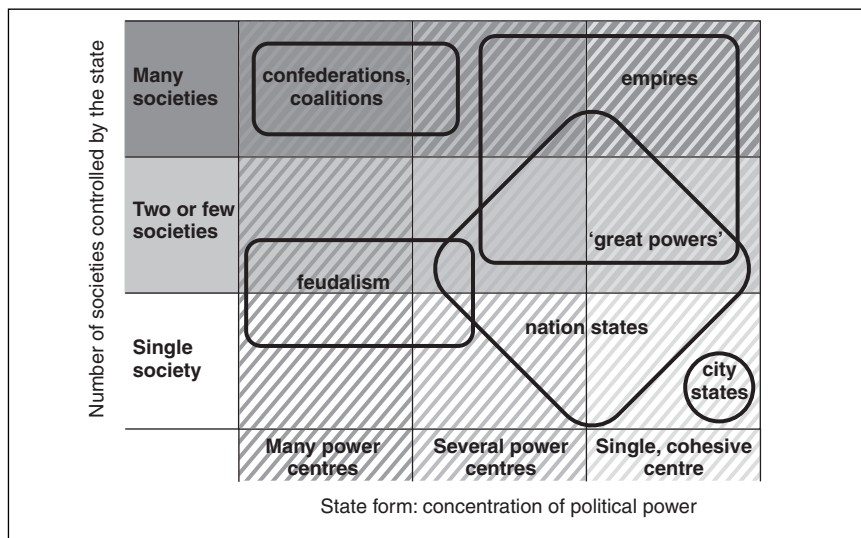 Number of societies controlled by the state
Many
societies
confederations,
coalitions
empires
Two or few
societies
'great powers'
feudalism
nation states
Single
society
city
states
Many power
centres
Several power
centres
Single, cohesive
centre
State form: concentration of political power